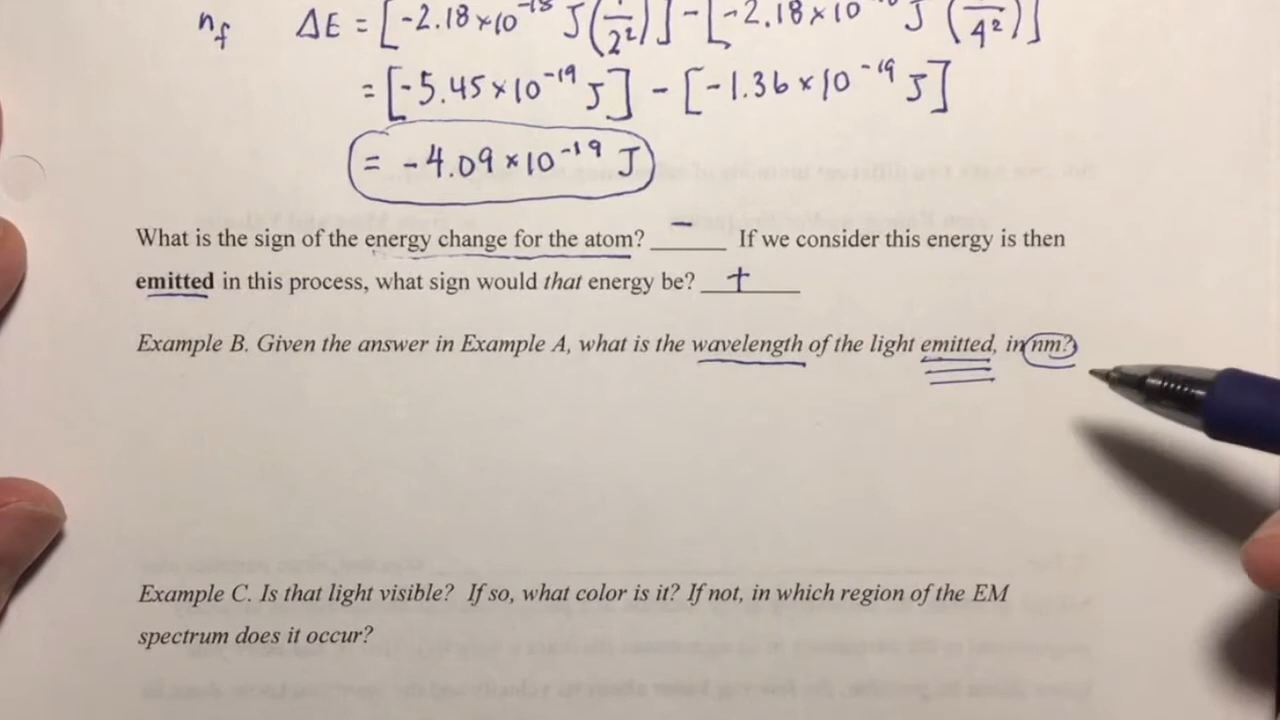 n_f ΔE = [-2.18×10^-18 J(1/2²)] - [-2.18×10^-18 J (1/4²)]
= [-5.45×10^-19 J] - [-1.36×10^-19 J]
= -4.09×10^-19 J
What is the sign of the energy change for the atom? - If we consider this energy is then
emitted in this process, what sign would that energy be? +
Example B. Given the answer in Example A, what is the wavelength of the light emitted, in nm?
Example C. Is that light visible? If so, what color is it? If not, in which region of the EM
spectrum does it occur?